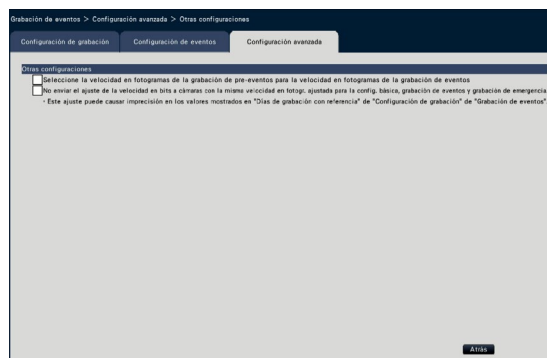 Grabación de eventos > Configuración avanzada > Otras configuraciones
Configuración de grabación
Configuración de eventos
Configuración avanzada
Otras configuraciones
Seleccione la velocidad en fotogramas de la grabación de pre-eventos para la velocidad en fotogramas de la grabación de eventos
No enviar el ajuste de la velocidad en bits a cámaras con la misma velocidad en fotogr. ajustada para la config. básica, grabación de eventos y grabación de emergencia
- Este ajuste puede causar imprecisión en los valores mostrados en "Días de grabación con referencia" de "Configuración de grabación" de "Grabación de eventos".
Atrás